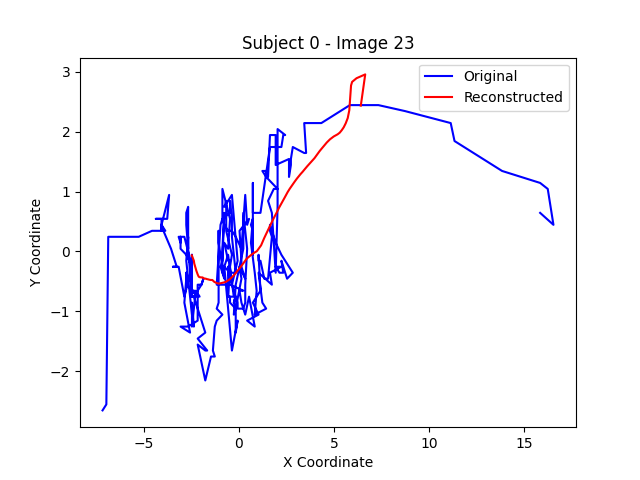 Subject 0 - Image 23
Original
Reconstructed
Y Coordinate
3
2
1
0
−1
−2
−5
0
5
10
15
X Coordinate